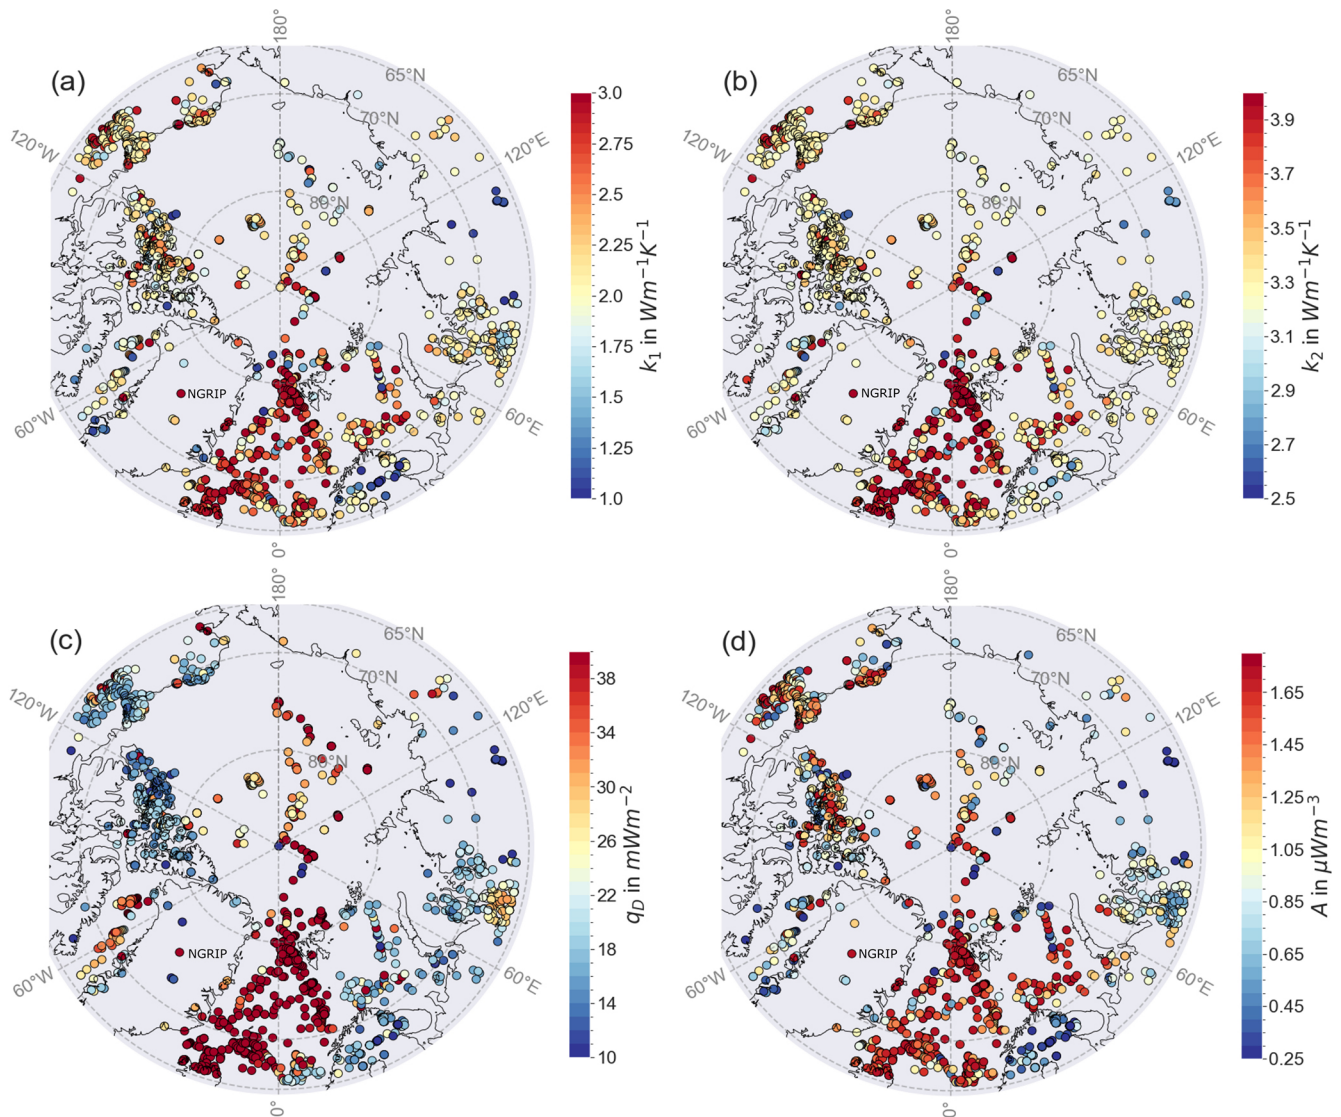 (a)
180°
65°N
70°N
80°N
120°W
120°E
60°W
60°E
0°
NGRIP
3.0
2.75
2.5
2.25
2.0
1.75
1.5
1.25
1.0
k₁ in Wm⁻¹K⁻¹
(b)
180°
65°N
70°N
80°N
120°W
120°E
60°W
60°E
0°
NGRIP
3.9
3.7
3.5
3.3
3.1
2.9
2.7
2.5
k₂ in Wm⁻¹K⁻¹
(c)
180°
65°N
70°N
80°N
120°W
120°E
60°W
60°E
0°
NGRIP
38
34
30
26
22
18
14
10
q_D in mWm⁻²
(d)
180°
65°N
70°N
80°N
120°W
120°E
60°W
60°E
0°
NGRIP
1.65
1.45
1.25
1.05
0.85
0.65
0.45
0.25
A in μWm⁻³